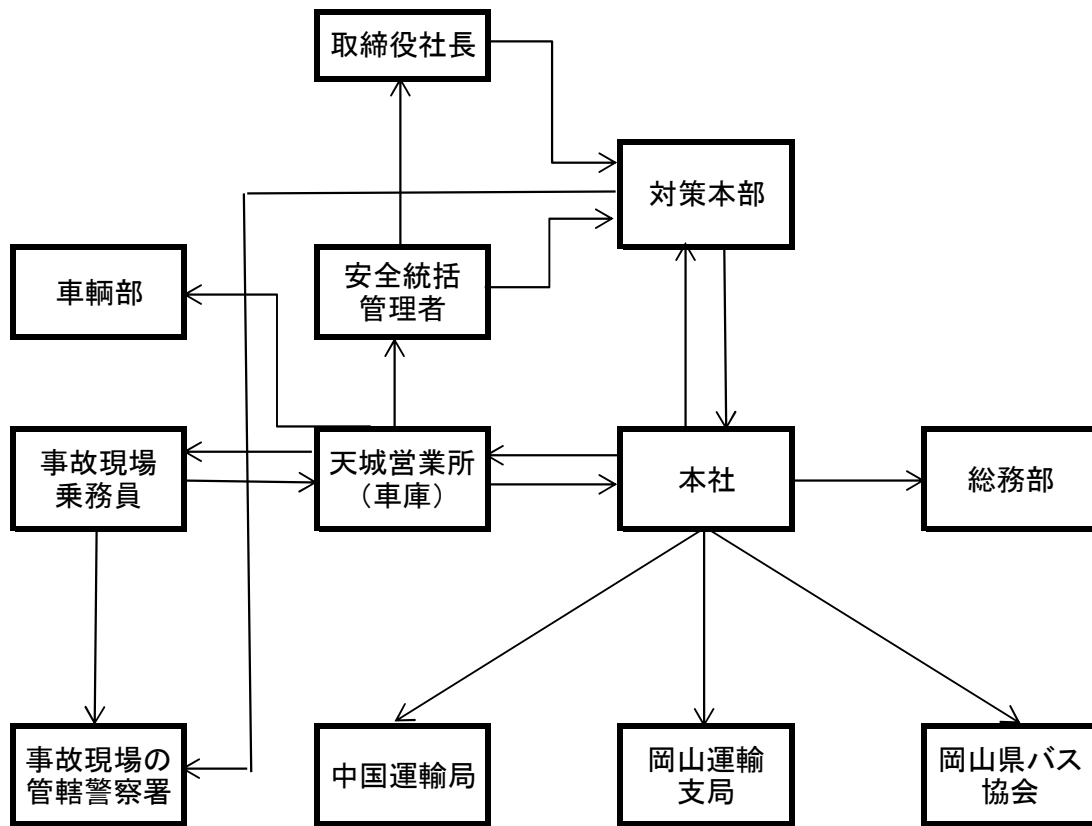 取締役社長
対策本部
車輌部
安全統括
管理者
事故現場
乗務員
天城営業所
（車庫）
本社
総務部
事故現場の
管轄警察署
中国運輸局
岡山運輸
支局
岡山県バス
協会